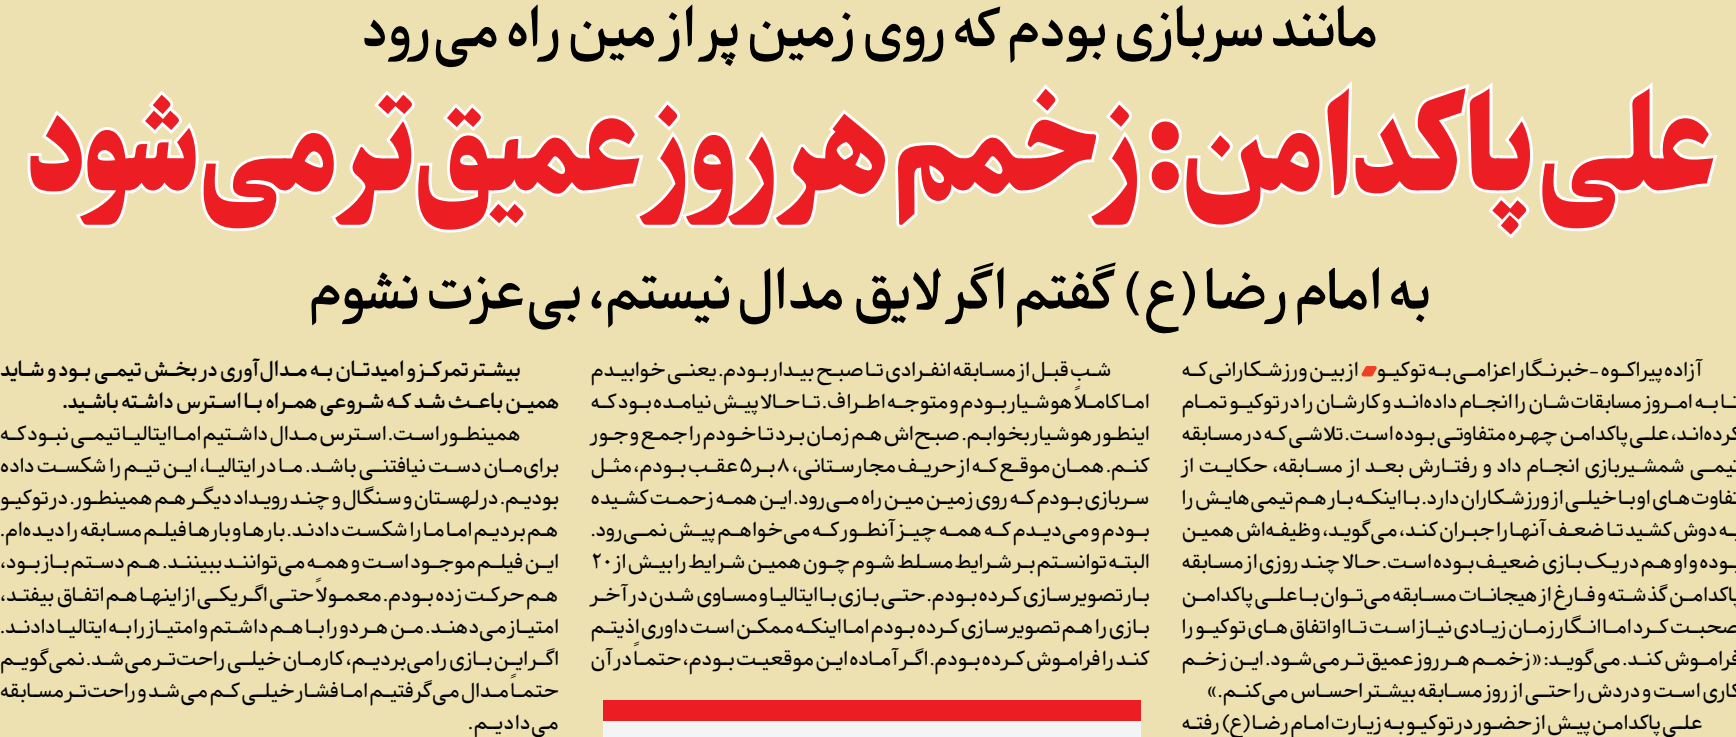 مانند سربازی بودم که روی زمین پر از مین راه می‌رود
علی پاکدامن: زخمم هر روز عمیق‌تر می‌شود
به امام رضا (ع) گفتم اگر لایق مدال نیستم، بی‌عزت نشوم
آزاده پیراکوه - خبرنگار اعزامی به توکیو از بین ورزشکارانی که
تا به امروز مسابقات‌شان را انجام داده‌اند و کارشان را در توکیو تمام
کرده‌اند، علی پاکدامن چهره متفاوتی بوده است. تلاشی که در مسابقه
تیمی شمشیربازی انجام داد و رفتارش بعد از مسابقه، حکایت از
تفاوت‌های او با خیلی از ورزشکاران دارد. با اینکه بار هم‌تیمی‌هایش را
به دوش کشید تا ضعف آنها را جبران کند، می‌گوید، وظیفه‌اش همین
بوده و او هم در یک بازی ضعیف بوده است. حالا چند روزی از مسابقه
پاکدامن گذشته و فارغ از هیجانات مسابقه می‌توان با علی پاکدامن
صحبت کرد اما انگار زمان زیادی نیاز است تا او اتفاق‌های توکیو را
فراموش کند. می‌گوید: «زخمم هر روز عمیق‌تر می‌شود. این زخم
کاری است و دردش را حتی از روز مسابقه بیشتر احساس می‌کنم.»
علی پاکدامن پیش از حضور در توکیو به زیارت امام رضا (ع) رفته
شب قبل از مسابقه انفرادی تا صبح بیدار بودم. یعنی خوابیدم
اما کاملاً هوشیار بودم و متوجه اطراف. تا حالا پیش نیامده بود که
اینطور هوشیار بخوابم. صبح‌اش هم زمان برد تا خودم را جمع و جور
کنم. همان موقع که از حریف مجارستانی، ۸ بر ۵ عقب بودم، مثل
سربازی بودم که روی زمین مین راه می‌رود. این همه زحمت کشیده
بودم و می‌دیدم که همه چیز آنطور که می‌خواهم پیش نمی‌رود.
البته توانستم بر شرایط مسلط شوم چون همین شرایط را بیش از ۲۰
بار تصویرسازی کرده بودم. حتی بازی با ایتالیا و مساوی شدن در آخر
بازی را هم تصویرسازی کرده بودم اما اینکه ممکن است داوری اذیتم
کند را فراموش کرده بودم. اگر آماده این موقعیت بودم، حتماً در آن
بیشتر تمرکز و امیدتان به مدال‌آوری در بخش تیمی بود و شاید
همین باعث شد که شروعی همراه با استرس داشته باشید.
همینطور است. استرس مدال داشتیم اما ایتالیا تیمی نبود که
برای‌مان دست نیافتنی باشد. ما در ایتالیا، این تیم را شکست داده
بودیم. در لهستان و سنگال و چند رویداد دیگر هم همینطور. در توکیو
هم بردیم اما ما را شکست دادند. بارها و بارها فیلم مسابقه را دیده‌ام.
این فیلم موجود است و همه می‌توانند ببینند. هم دستم باز بود،
هم حرکت زده بودم. معمولاً حتی اگر یکی از اینها هم اتفاق بیفتد،
امتیاز می‌دهند. من هر دو را با هم داشتم و امتیاز را به ایتالیا دادند.
اگر این بازی را می‌بردیم، کارمان خیلی راحت‌تر می‌شد. نمی‌گویم
حتماً مدال می‌گرفتیم اما فشار خیلی کم می‌شد و راحت‌تر مسابقه
می‌دادیم.